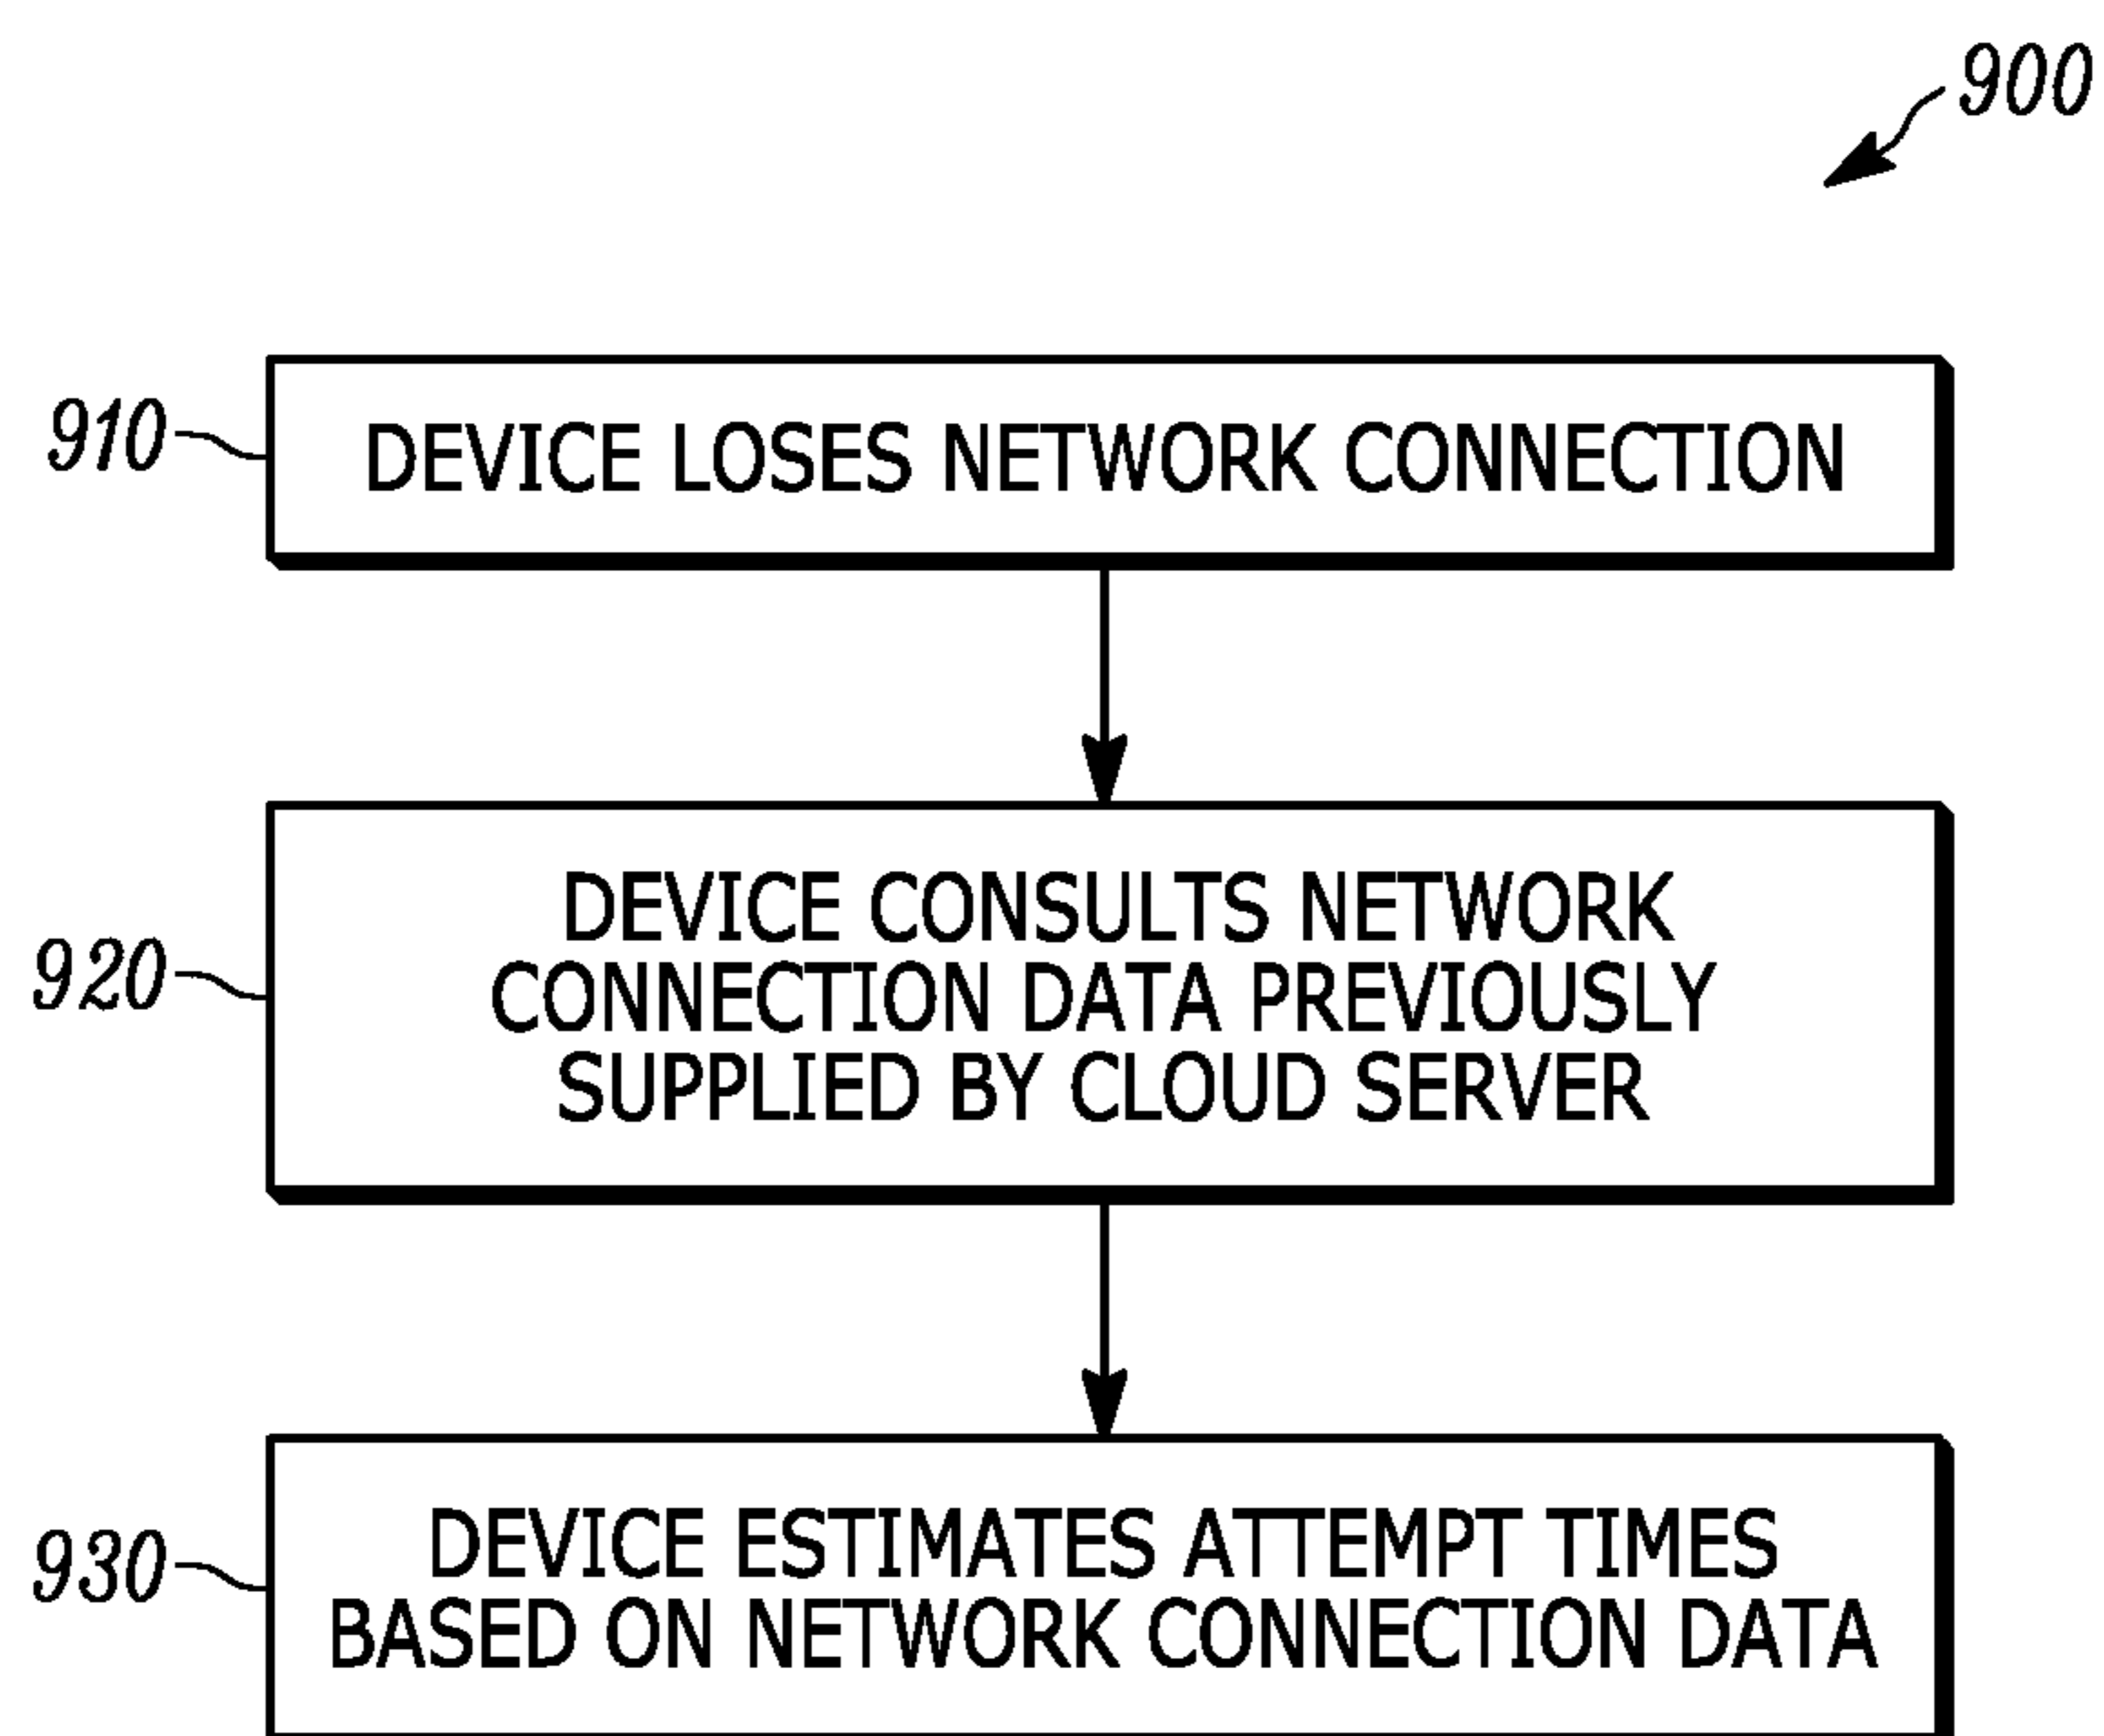 900
910
DEVICE LOSES NETWORK CONNECTION
920
DEVICE CONSULTS NETWORK
CONNECTION DATA PREVIOUSLY
SUPPLIED BY CLOUD SERVER
930
DEVICE ESTIMATES ATTEMPT TIMES
BASED ON NETWORK CONNECTION DATA